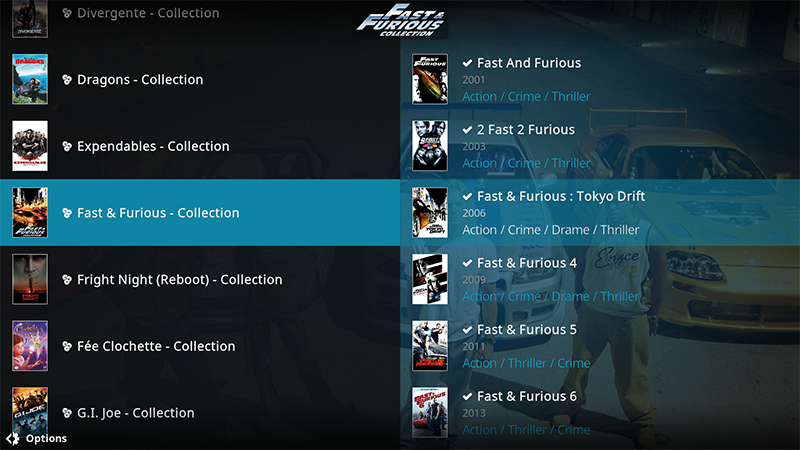 FAST &
FURIOUS
COLLECTION
Divergente - Collection
Dragons - Collection
Expendables - Collection
Fast & Furious - Collection
Fright Night (Reboot) - Collection
Fée Clochette - Collection
G.I. Joe - Collection
Options
Fast And Furious
2001
Action / Crime / Thriller
2 Fast 2 Furious
2003
Action / Crime / Thriller
Fast & Furious : Tokyo Drift
2006
Action / Crime / Drame / Thriller
Fast & Furious 4
2009
Action / Crime / Drame / Thriller
Fast & Furious 5
2011
Action / Thriller / Crime
Fast & Furious 6
2013
Action / Thriller / Crime